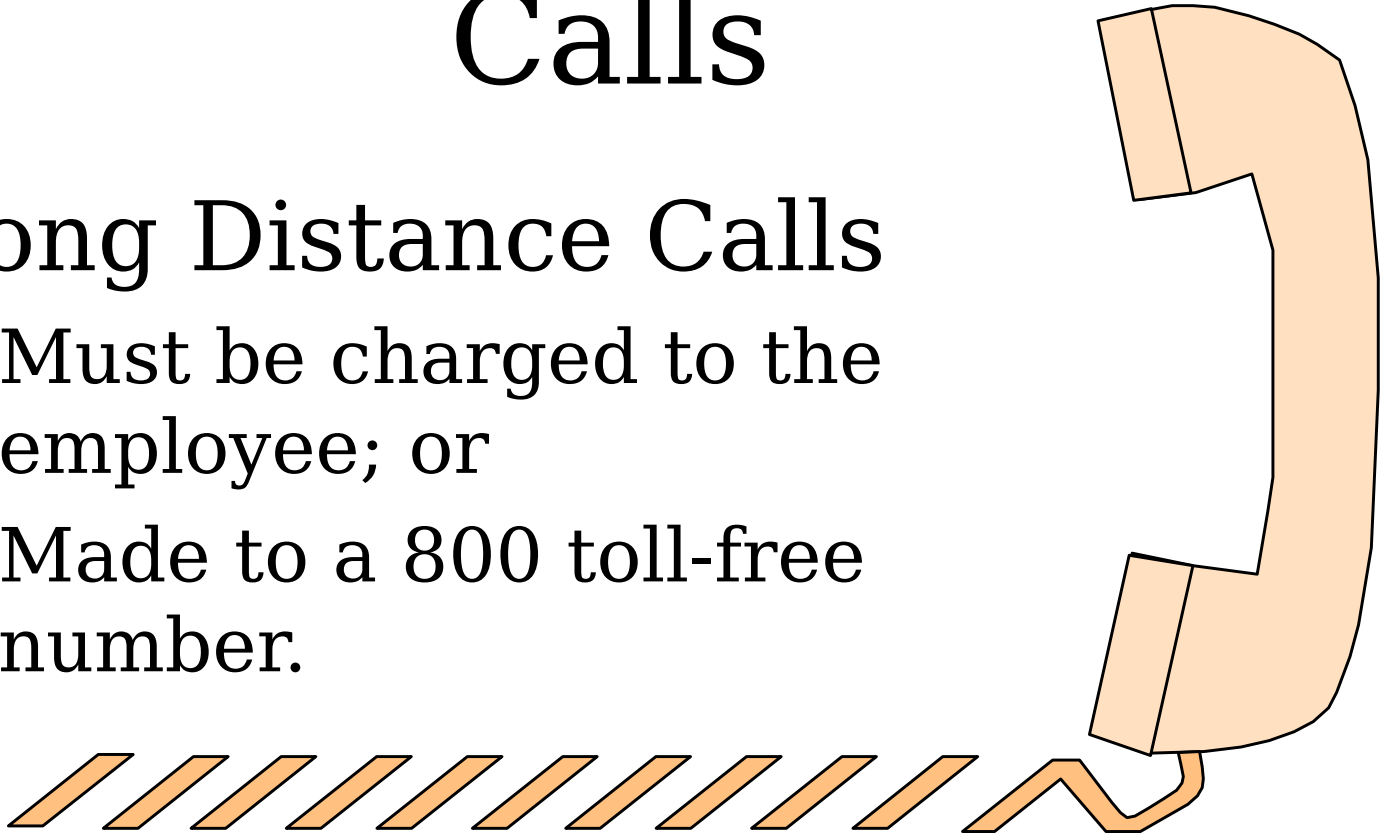 Calls
ong Distance Calls
Must be charged to the
employee; or
Made to a 800 toll-free
number.